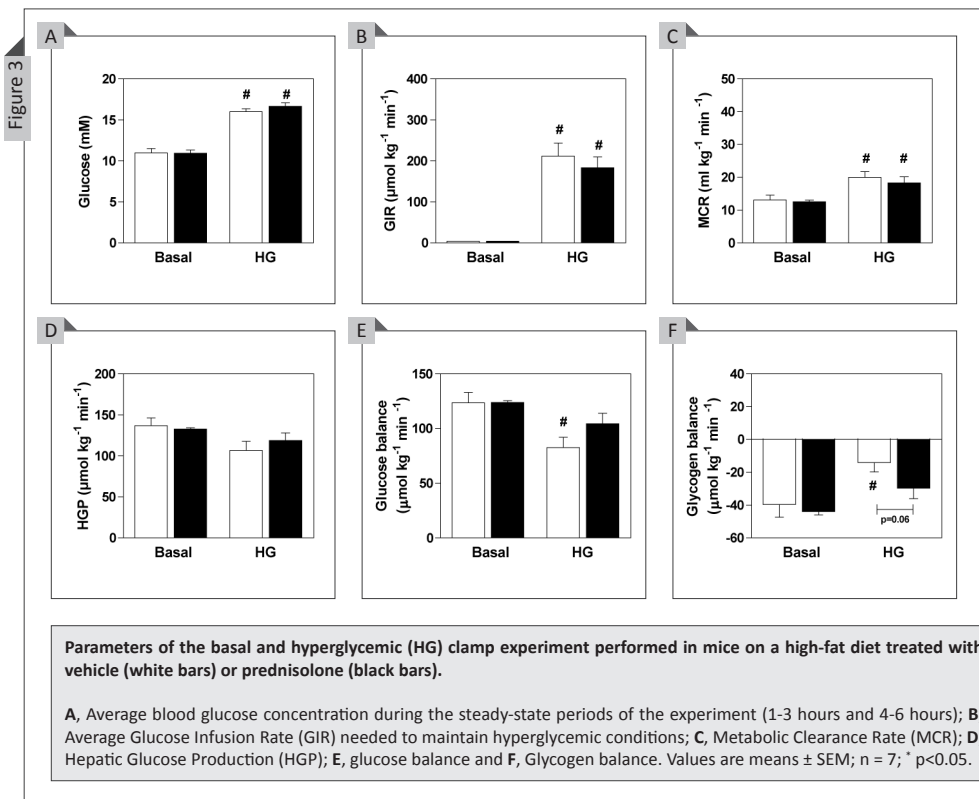 Figure 3
A
Glucose (mM)
20
15
10
5
0
# #
Basal HG
B
GIR (µmol kg-1 min-1)
400
300
200
100
0
# #
Basal HG
C
MCR (ml kg-1 min-1)
50
40
30
20
10
0
# #
Basal HG
D
HGP (µmol kg-1 min-1)
200
150
100
50
0
Basal HG
E
Glucose balance
(µmol kg-1 min -1)
150
100
50
0
#
Basal HG
F
Glycogen balance
(µmol kg-1 min -1)
40
20
0
-20
-40
-60
#
p=0.06
Basal HG
Parameters of the basal and hyperglycemic (HG) clamp experiment performed in mice on a high-fat diet treated with
vehicle (white bars) or prednisolone (black bars).
A, Average blood glucose concentration during the steady-state periods of the experiment (1-3 hours and 4-6 hours); B
Average Glucose Infusion Rate (GIR) needed to maintain hyperglycemic conditions; C, Metabolic Clearance Rate (MCR); D
Hepatic Glucose Production (HGP); E, glucose balance and F, Glycogen balance. Values are means ± SEM; n = 7; * p<0.05.